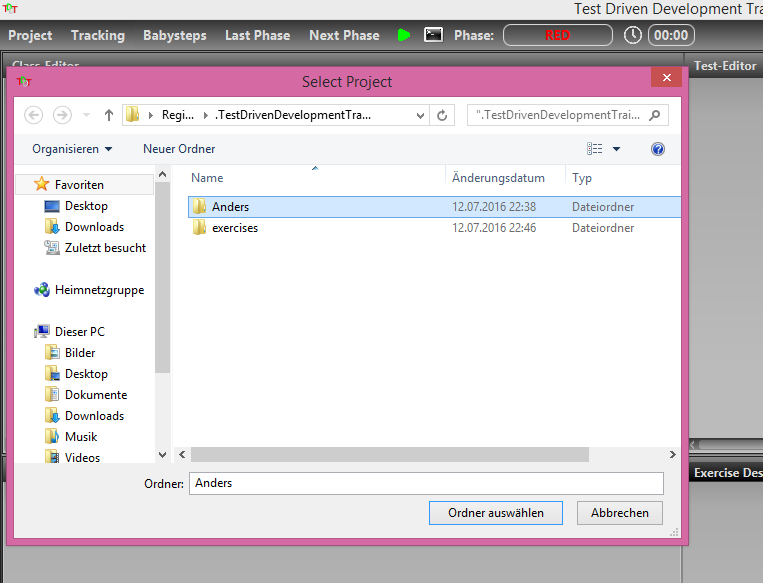 Test Driven Development Tra
Project Tracking Babysteps Last Phase Next Phase Phase: RED 00:00
Class-Editor Test-Editor
Select Project
Regi... .TestDrivenDevelopmentTra... ".TestDrivenDevelopmentTrai...
Organisieren Neuer Ordner
Name Änderungsdatum Typ
Favoriten
Desktop
Downloads
Zuletzt besucht
Heimnetzgruppe
Dieser PC
Bilder
Desktop
Dokumente
Downloads
Musik
Videos
Anders 12.07.2016 22:38 Dateiordner
exercises 12.07.2016 22:46 Dateiordner
Exercise Des
Ordner: Anders
Ordner auswählen Abbrechen